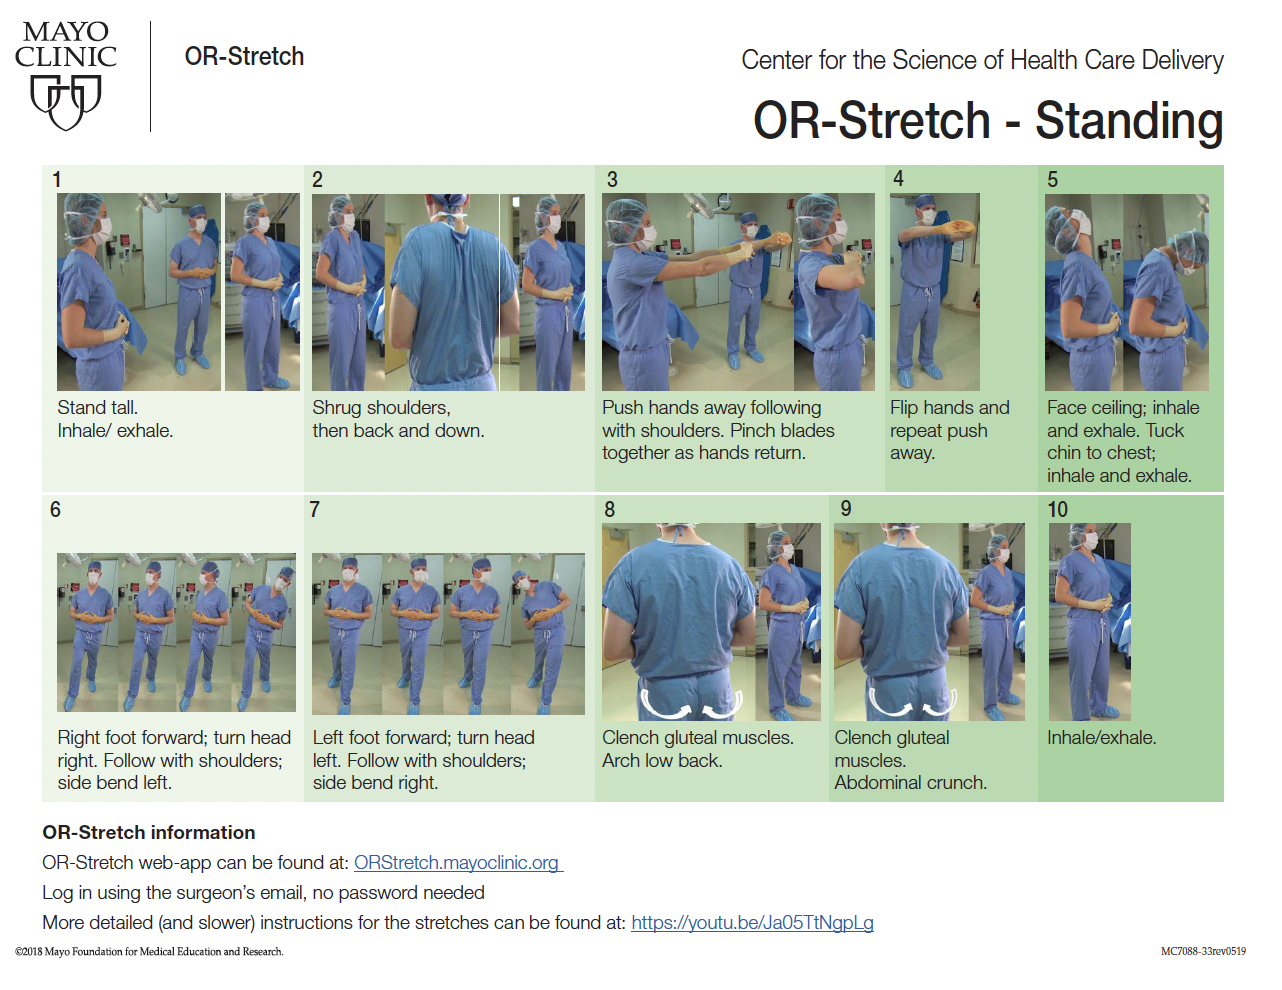 MAYO
CLINIC
OR-Stretch
Center for the Science of Health Care Delivery
OR-Stretch - Standing
1
Stand tall.
Inhale/ exhale.
2
Shrug shoulders,
then back and down.
3
Push hands away following
with shoulders. Pinch blades
together as hands return.
4
Flip hands and
repeat push
away.
5
Face ceiling; inhale
and exhale. Tuck
chin to chest;
inhale and exhale.
6
Right foot forward; turn head
right. Follow with shoulders;
side bend left.
7
Left foot forward; turn head
left. Follow with shoulders;
side bend right.
8
Clench gluteal muscles.
Arch low back.
9
Clench gluteal
muscles.
Abdominal crunch.
10
Inhale/exhale.
OR-Stretch information
OR-Stretch web-app can be found at: ORStretch.mayoclinic.org
Log in using the surgeon's email, no password needed
More detailed (and slower) instructions for the stretches can be found at: https://youtu.be/Ja05TtNgpLg
©2018 Mayo Foundation for Medical Education and Research.
MC7088-33rev0519